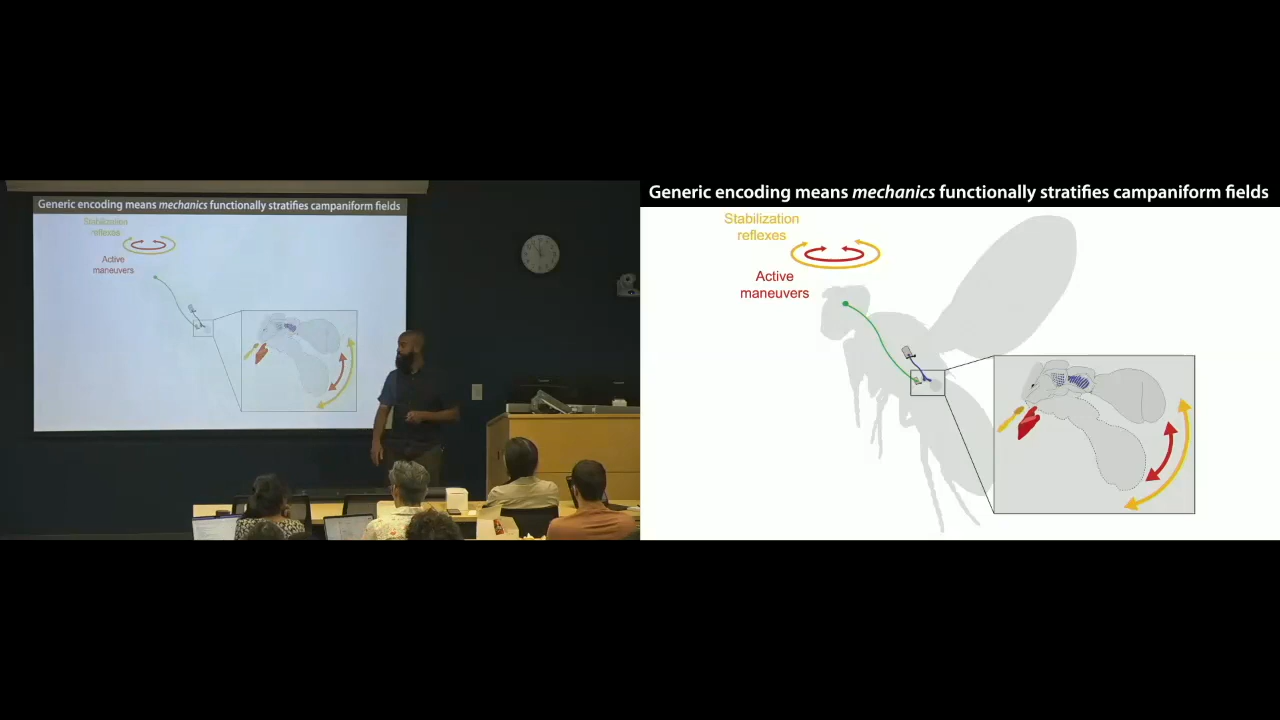 Generic encoding means mechanics functionally stratifies campaniform fields
Stabilization
reflexes
Active
maneuvers
Generic encoding means mechanics functionally stratifies campaniform fields
Stabilization
reflexes
Active
maneuvers